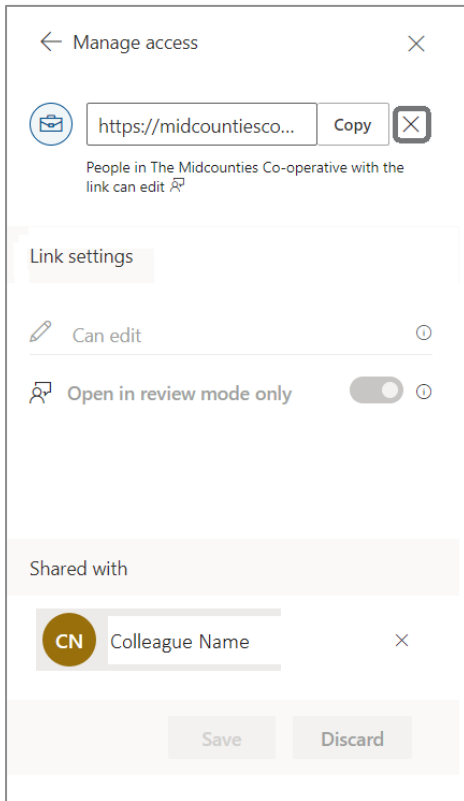 Manage access
https://midcountiesco... Copy
People in The Midcounties Co-operative with the
link can edit
Link settings
Can edit
Open in review mode only
Shared with
CN Colleague Name
Save Discard